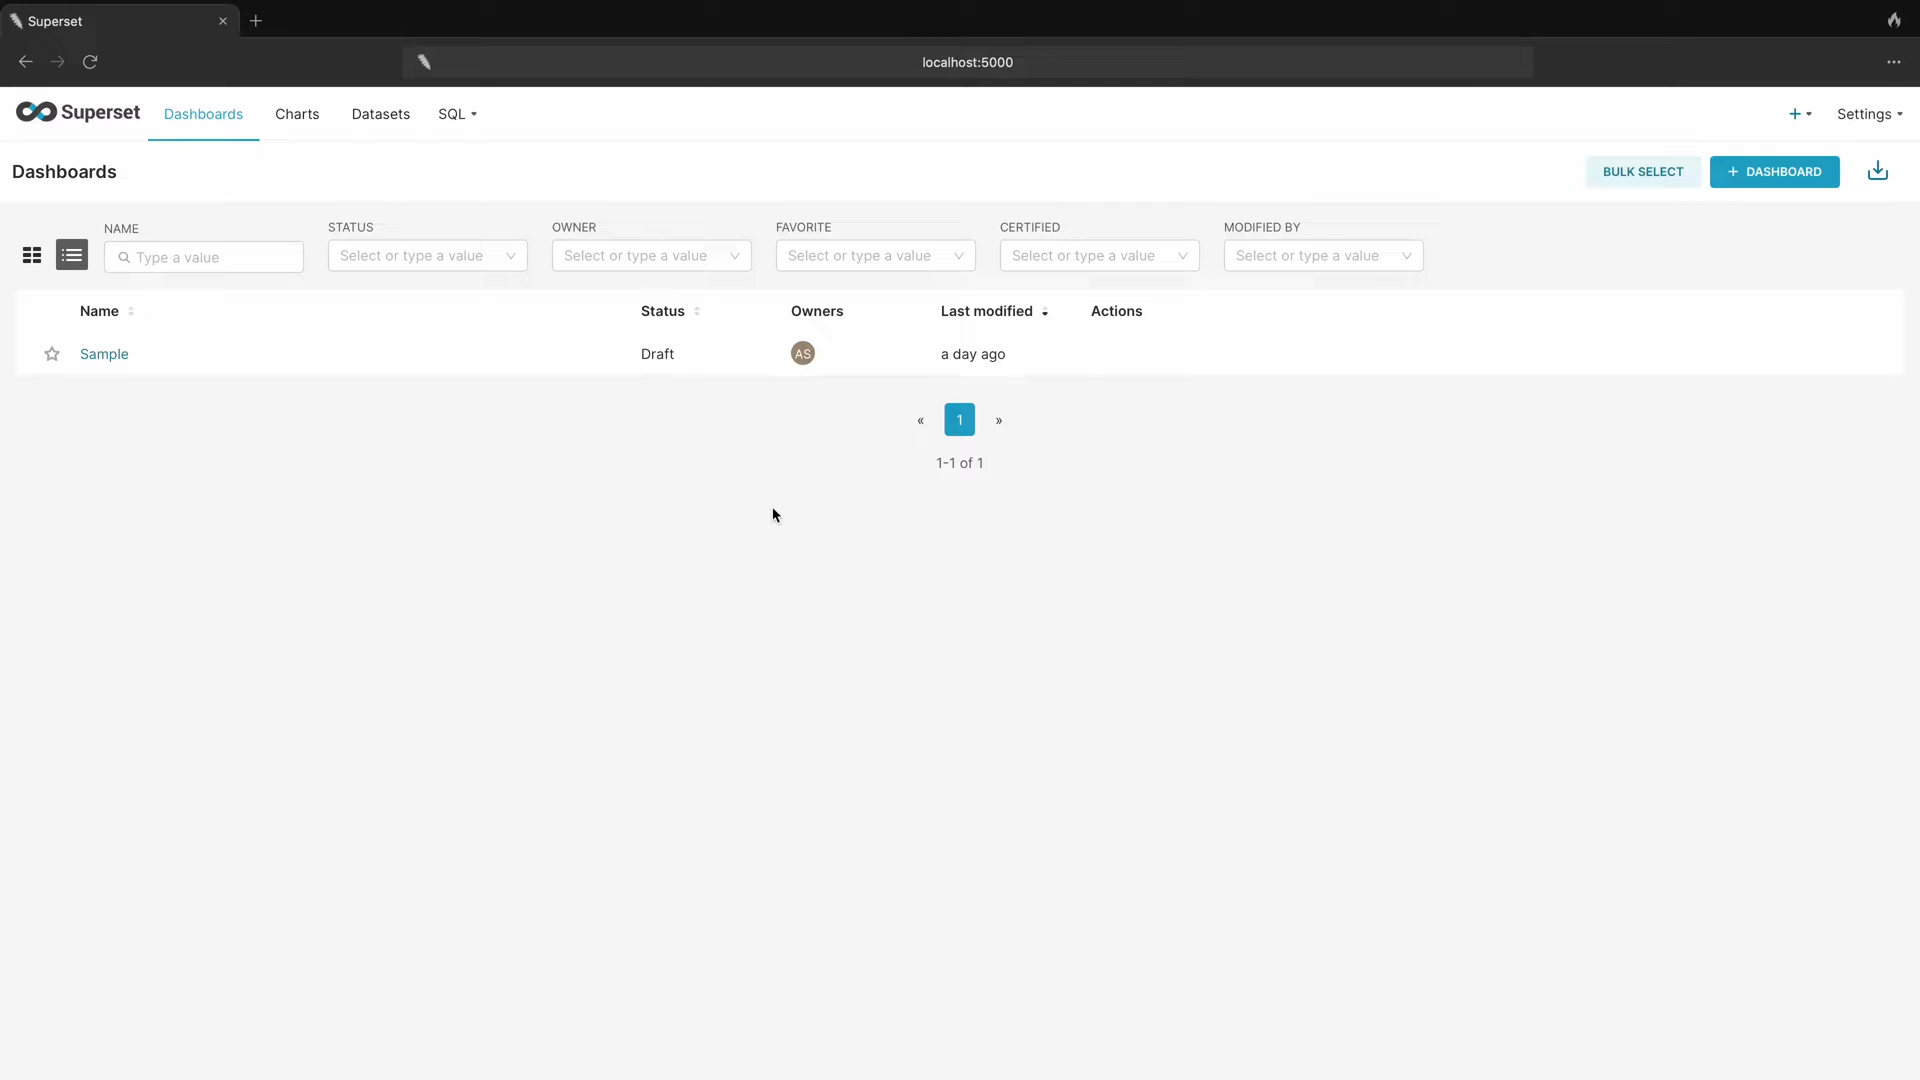 Superset
localhost:5000
Superset Dashboards Charts Datasets SQL Settings
Dashboards BULK SELECT + DASHBOARD
NAME STATUS OWNER FAVORITE CERTIFIED MODIFIED BY
Type a value Select or type a value Select or type a value Select or type a value Select or type a value Select or type a value
Name Status Owners Last modified Actions
Sample Draft AS a day ago
« 1 »
1-1 of 1